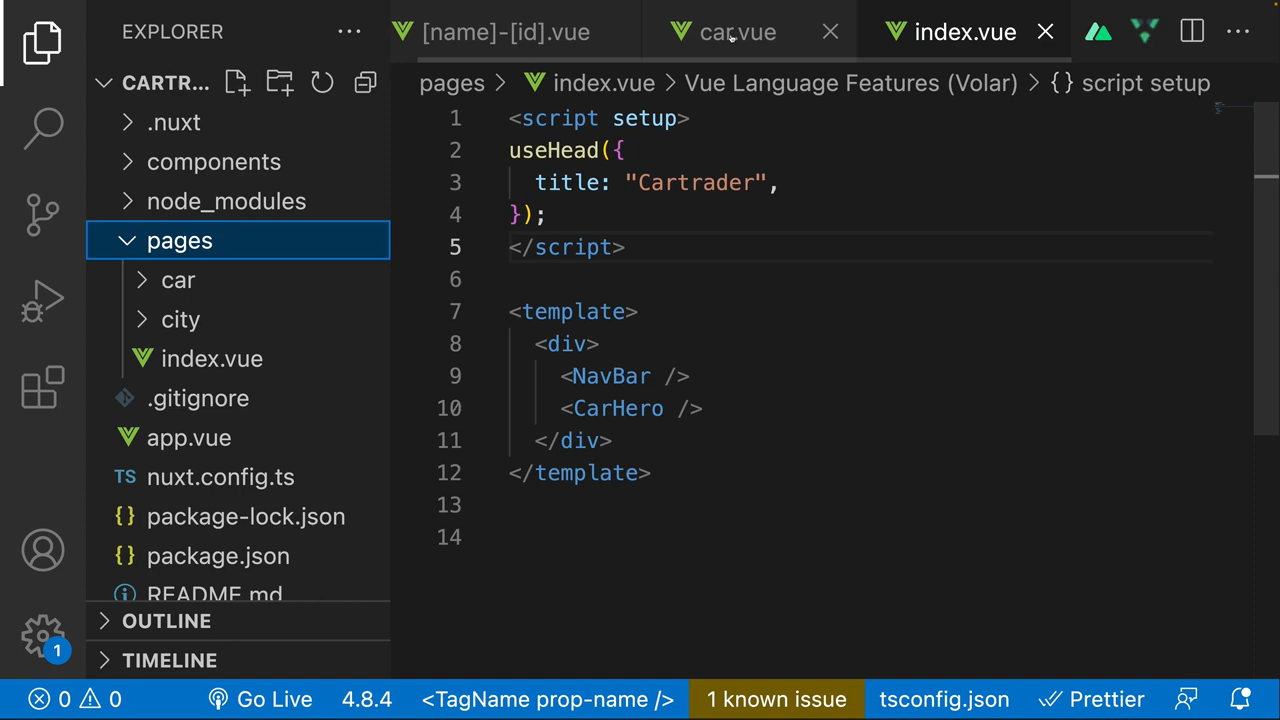 EXPLORER
CARTR...
.nuxt
components
node_modules
pages
car
city
index.vue
.gitignore
app.vue
TS nuxt.config.ts
{} package-lock.json
{} package.json
README.md
OUTLINE
TIMELINE
1
[name]-[id].vue
car.vue
index.vue
pages > index.vue > Vue Language Features (Volar) > {} script setup
1 <script setup>
2 useHead({
3 title: "Cartrader",
4 });
5 </script>
6
7 <template>
8 <div>
9 <NavBar />
10 <CarHero />
11 </div>
12 </template>
13
14
0 0 Go Live 4.8.4 <TagName prop-name /> 1 known issue tsconfig.json Prettier